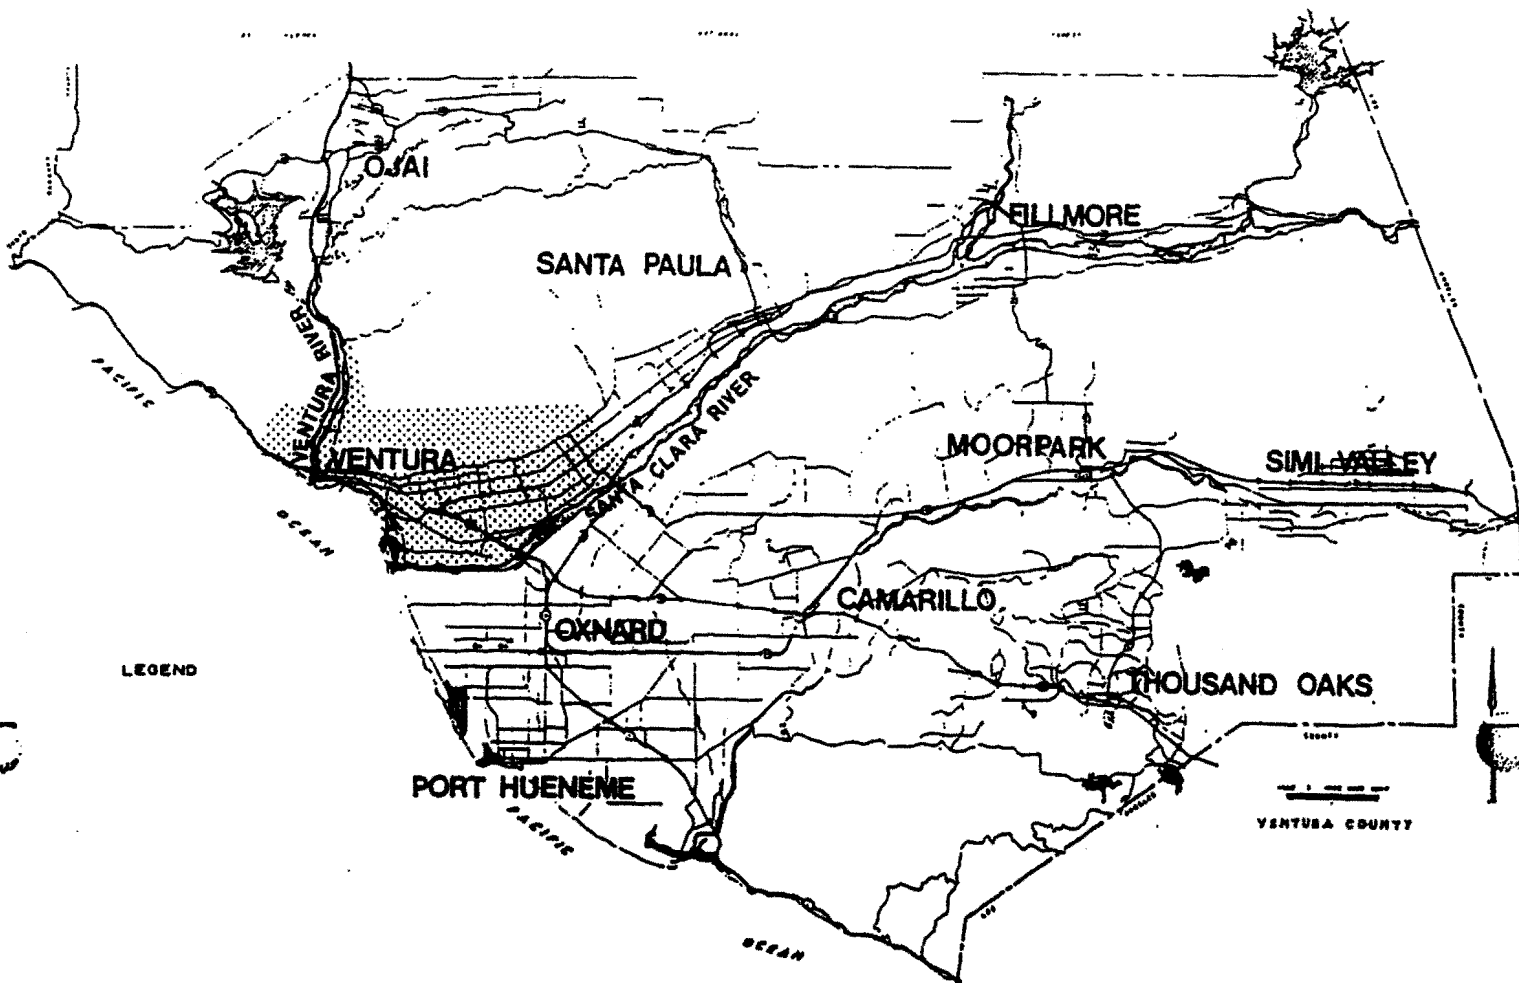 OJAI
FILLMORE
SANTA PAULA
VENTURA RIVER
PACIFIC
SANTA CLARA RIVER
VENTURA
MOORPARK
SIMI VALLEY
OCEAN
CAMARILLO
OXNARD
LEGEND
THOUSAND OAKS
PORT HUENEME
PACIFIC
VENTURA COUNTY
OCEAN